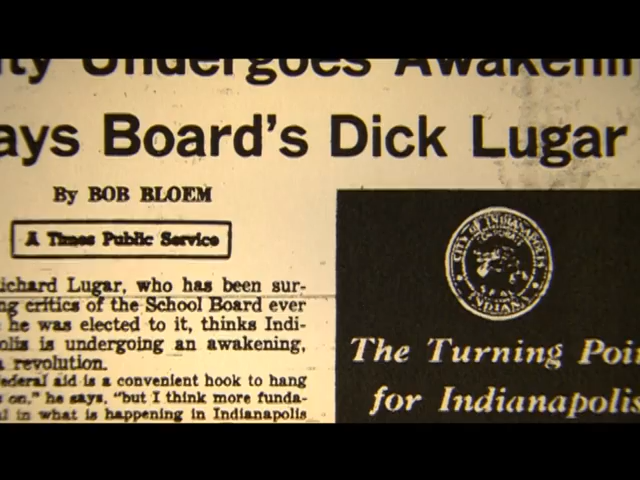 Undergoes Awakenin
ays Board's Dick Lugar
By BOB BLOEM
A Times Public Service
ichard Lugar, who has been sur-
ng critics of the School Board ever
he was elected to it, thinks Indi-
olis is undergoing an awakening,
a revolution.
ederal aid is a convenient hook to hang
s on," he says, "but I think more funda-
al in what is happening in Indianapolis
CITY OF INDIANAPOLIS
INDIANA
The Turning Poi
for Indianapolis